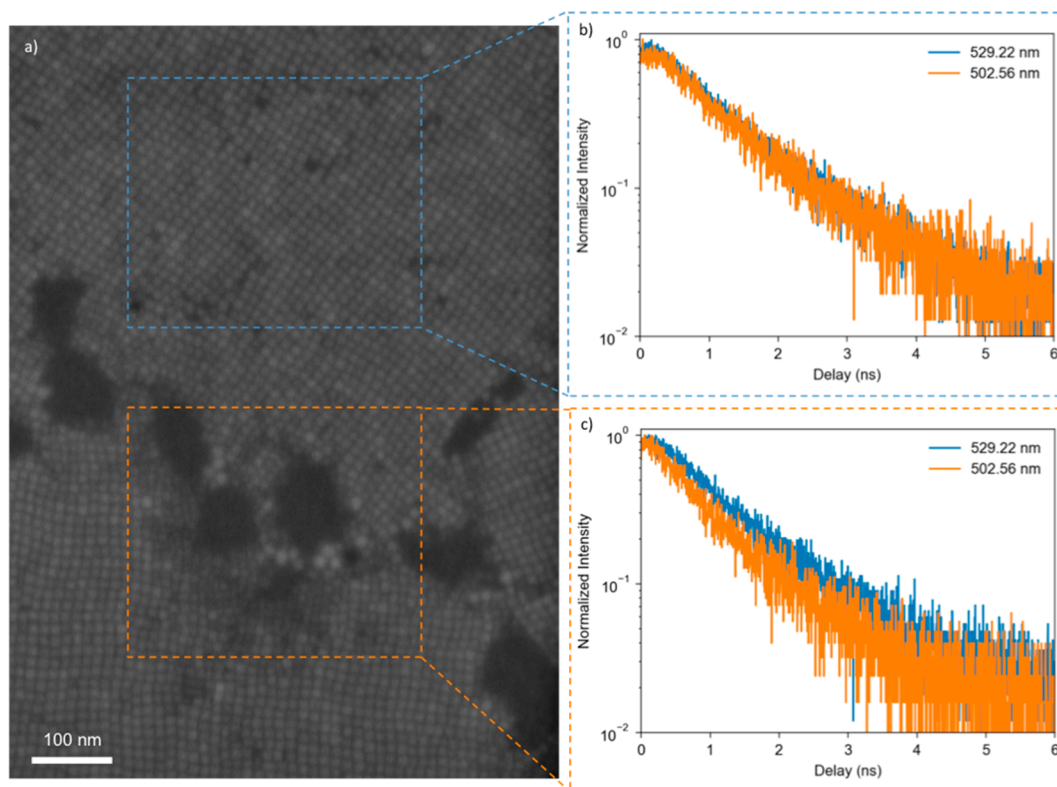 a)
100 nm
b)
529.22 nm
502.56 nm
Normalized Intensity
10⁰
10⁻¹
10⁻²
0 1 2 3 4 5 6
Delay (ns)
c)
529.22 nm
502.56 nm
Normalized Intensity
10⁰
10⁻¹
10⁻²
0 1 2 3 4 5 6
Delay (ns)